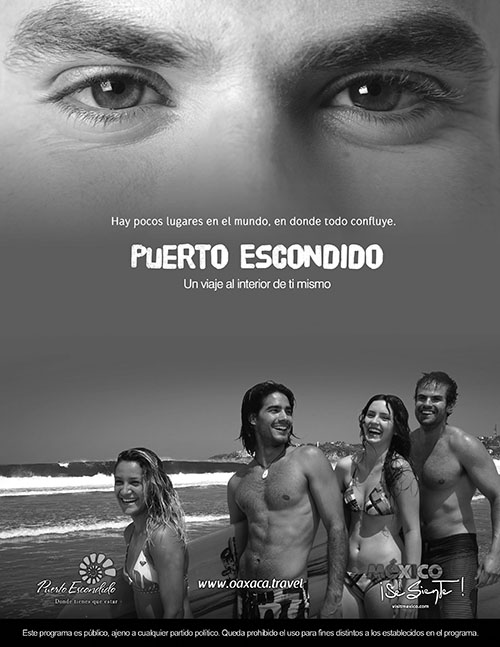 Hay pocos lugares en el mundo, en donde todo confluye.
PUERTO ESCONDIDO
Un viaje al interior de ti mismo
Puerto Escondido
Donde tienes que estar
www.oaxaca.travel
MÉXICO
¡Se Siente!
visitmexico.com
Este programa es público, ajeno a cualquier partido político. Queda prohibido el uso para fines distintos a los establecidos en el programa.